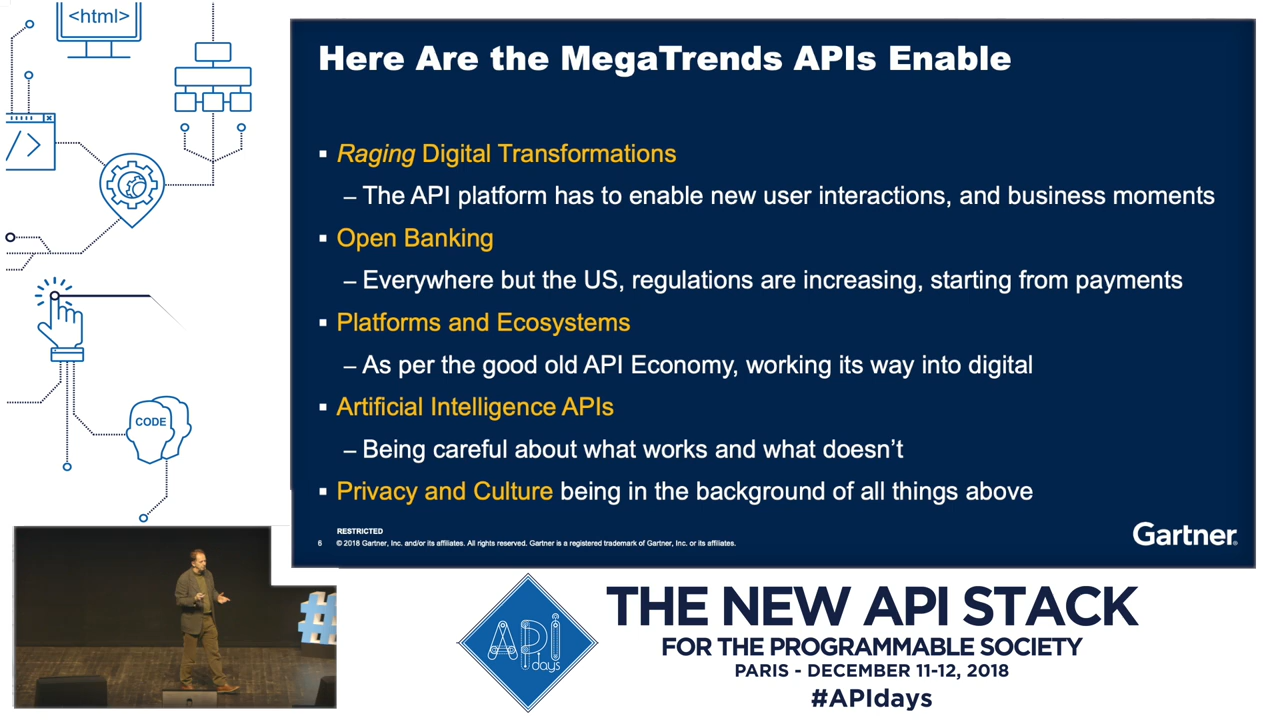 <html>
/>
CODE
Here Are the MegaTrends APIs Enable
▪ Raging Digital Transformations
– The API platform has to enable new user interactions, and business moments
▪ Open Banking
– Everywhere but the US, regulations are increasing, starting from payments
▪ Platforms and Ecosystems
– As per the good old API Economy, working its way into digital
▪ Artificial Intelligence APIs
– Being careful about what works and what doesn’t
▪ Privacy and Culture being in the background of all things above
RESTRICTED
6 © 2018 Gartner, Inc. and/or its affiliates. All rights reserved. Gartner is a registered trademark of Gartner, Inc. or its affiliates.
Gartner®
#
API
days
THE NEW API STACK
FOR THE PROGRAMMABLE SOCIETY
PARIS - DECEMBER 11-12, 2018
#APIdays